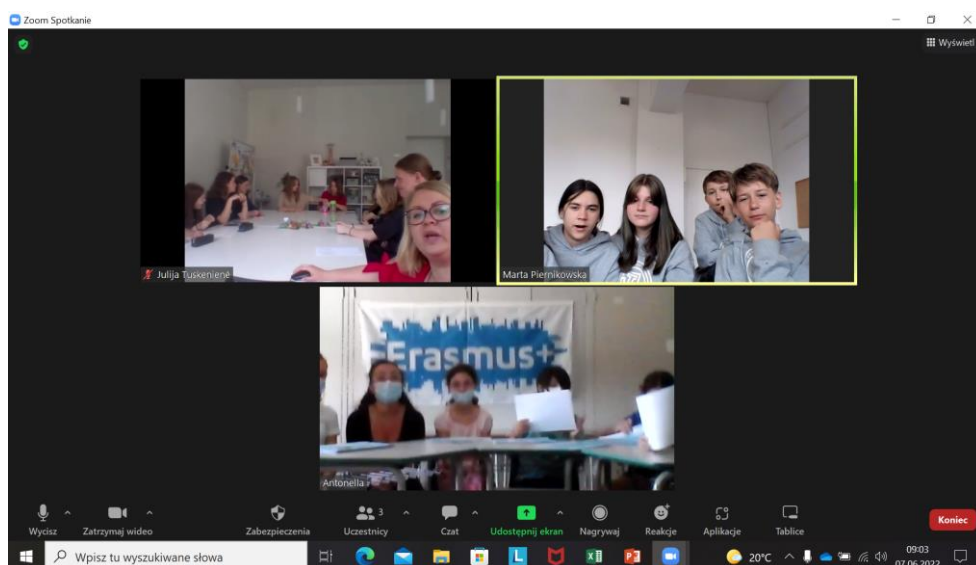 Zoom Spotkanie
Wyświetl
Julija Tuskenienė
Marta Piernikowska
Erasmus+
Antonella
3
Wycisz
Zatrzymaj wideo
Zabezpieczenia
Uczestnicy
Czat
Udostępnij ekran
Nagrywaj
Reakcje
Aplikacje
Tablice
Koniec
Wpisz tu wyszukiwane słowa
20°C
09:03
07.06.2022